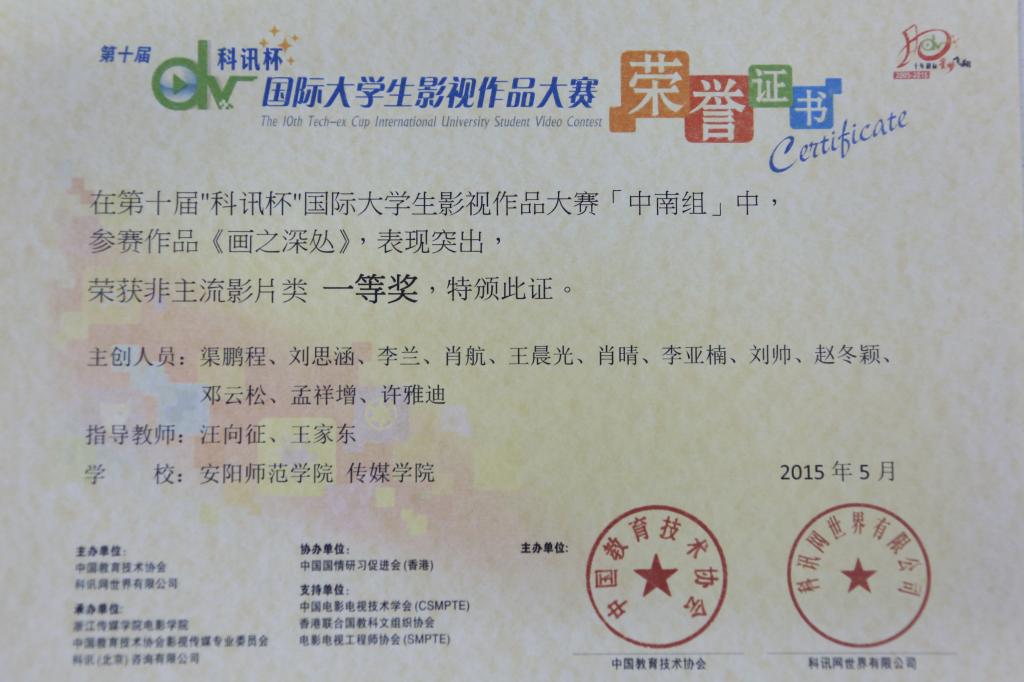 第十届
科讯杯
国际大学生影视作品大赛
The 10th Tech-ex Cup International University Student Video Contest
荣誉证书
Certificate
2005-2015
在第十届"科讯杯"国际大学生影视作品大赛「中南组」中，
参赛作品《画之深处》，表现突出，
荣获非主流影片类 一等奖，特颁此证。
主创人员：渠鹏程、刘思涵、李兰、肖航、王晨光、肖晴、李亚楠、刘帅、赵冬颖、
邓云松、孟祥增、许雅迪
指导教师：汪向征、王家东
学 校：安阳师范学院 传媒学院
2015 年 5 月
主办单位：
中国教育技术协会
科讯网世界有限公司
承办单位：
浙江传媒学院电影学院
中国教育技术协会影视传媒专业委员会
科讯(北京)咨询有限公司
协办单位：
中国国情研习促进会(香港)
支持单位：
中国电影电视技术学会(CSMPTE)
香港联合国教科文组织协会
电影电视工程师协会(SMPTE)
主办单位：
中国教育技术协会
中国教育技术协会
科讯网世界有限公司
科讯网世界有限公司